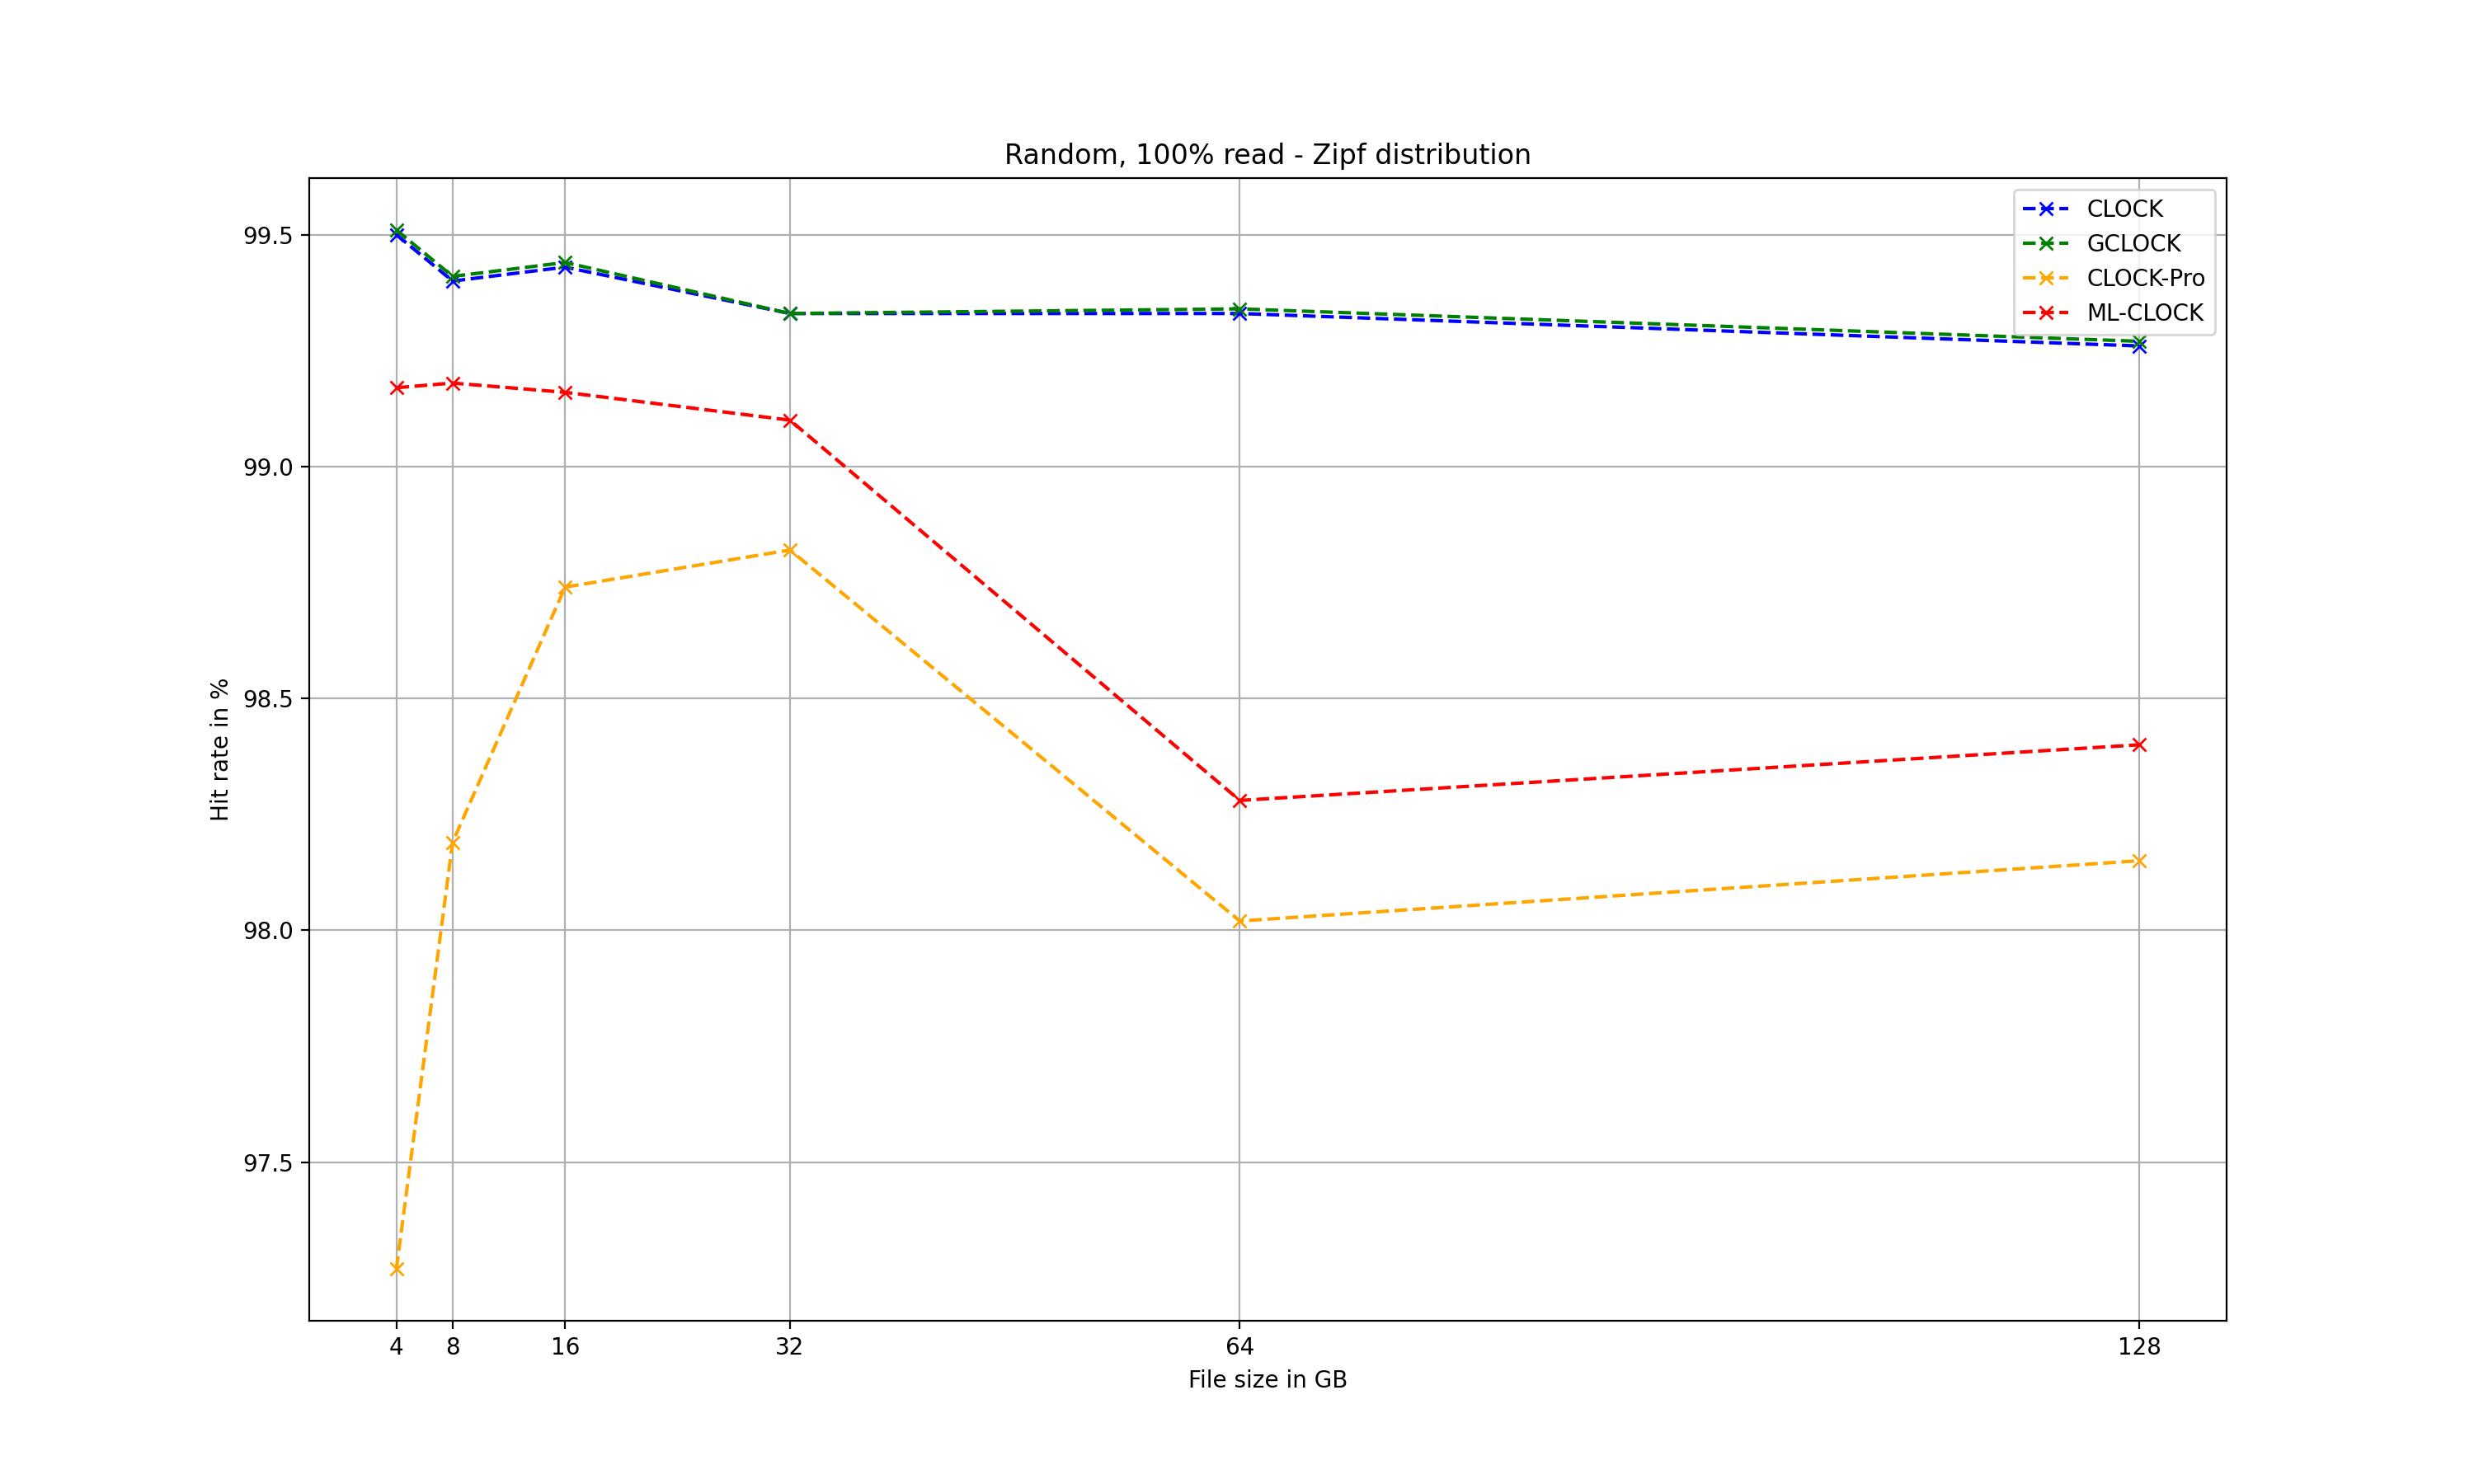 Random, 100% read - Zipf distribution
CLOCK
GCLOCK
CLOCK-Pro
ML-CLOCK
Hit rate in %
99.5
99.0
98.5
98.0
97.5
4 8 16 32 64 128
File size in GB